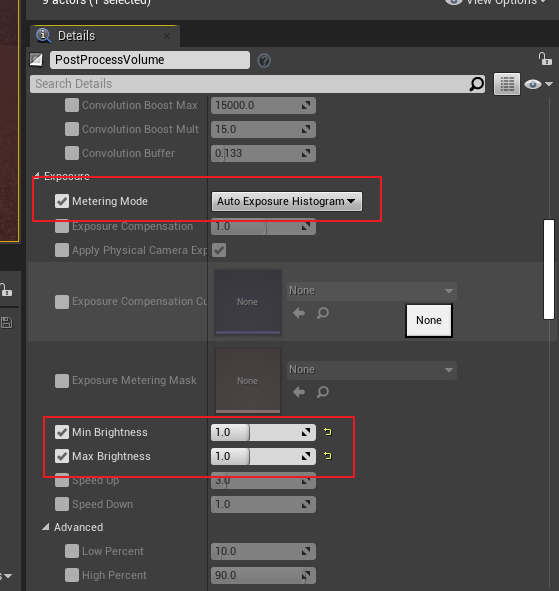 9 actors (1 selected)
View Options
Details
PostProcessVolume
Search Details
Convolution Boost Max 15000.0
Convolution Boost Mult 15.0
Convolution Buffer 0.133
Exposure
Metering Mode Auto Exposure Histogram
Exposure Compensation 1.0
Apply Physical Camera Exp
Exposure Compensation Cu
None
None
None
Exposure Metering Mask
None
None
Min Brightness 1.0
Max Brightness 1.0
Speed Up 3.0
Speed Down 1.0
Advanced
Low Percent 10.0
High Percent 90.0